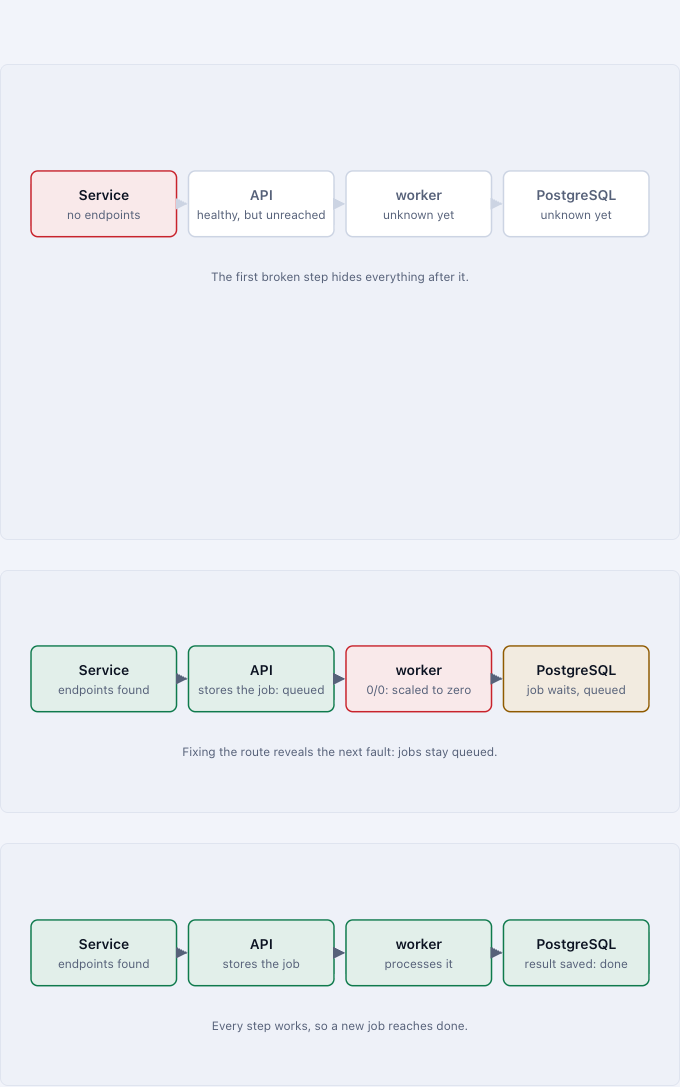 Service
no endpoints
API
healthy, but unreached
worker
unknown yet
PostgreSQL
unknown yet
The first broken step hides everything after it.
Service
endpoints found
API
stores the job: queued
worker
0/0: scaled to zero
PostgreSQL
job waits, queued
Fixing the route reveals the next fault: jobs stay queued.
Service
endpoints found
API
stores the job
worker
processes it
PostgreSQL
result saved: done
Every step works, so a new job reaches done.